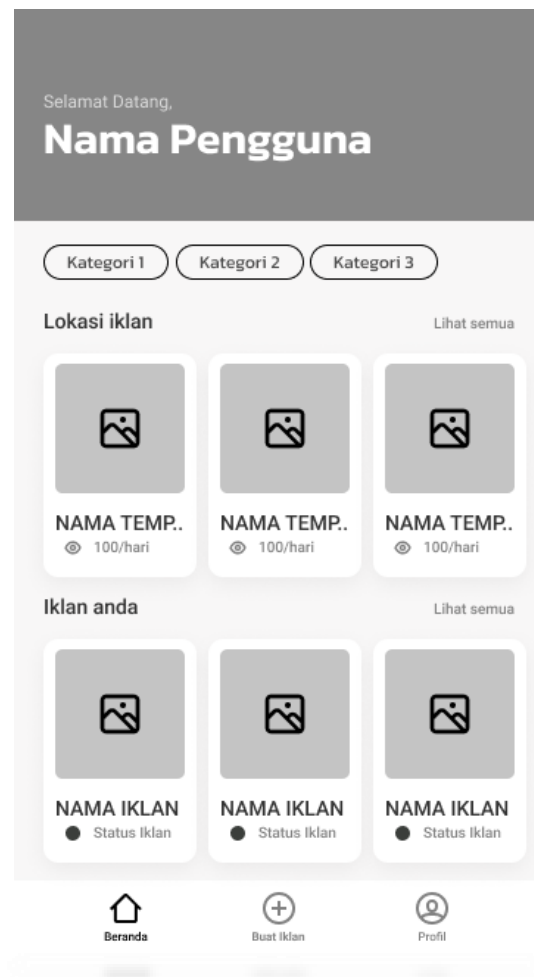 Selamat Datang,
Nama Pengguna
Kategori 1 Kategori 2 Kategori 3
Lokasi iklan Lihat semua
NAMA TEMP.. NAMA TEMP.. NAMA TEMP..
100/hari 100/hari 100/hari
Iklan anda Lihat semua
NAMA IKLAN NAMA IKLAN NAMA IKLAN
Status Iklan Status Iklan Status Iklan
Beranda Buat Iklan Profil